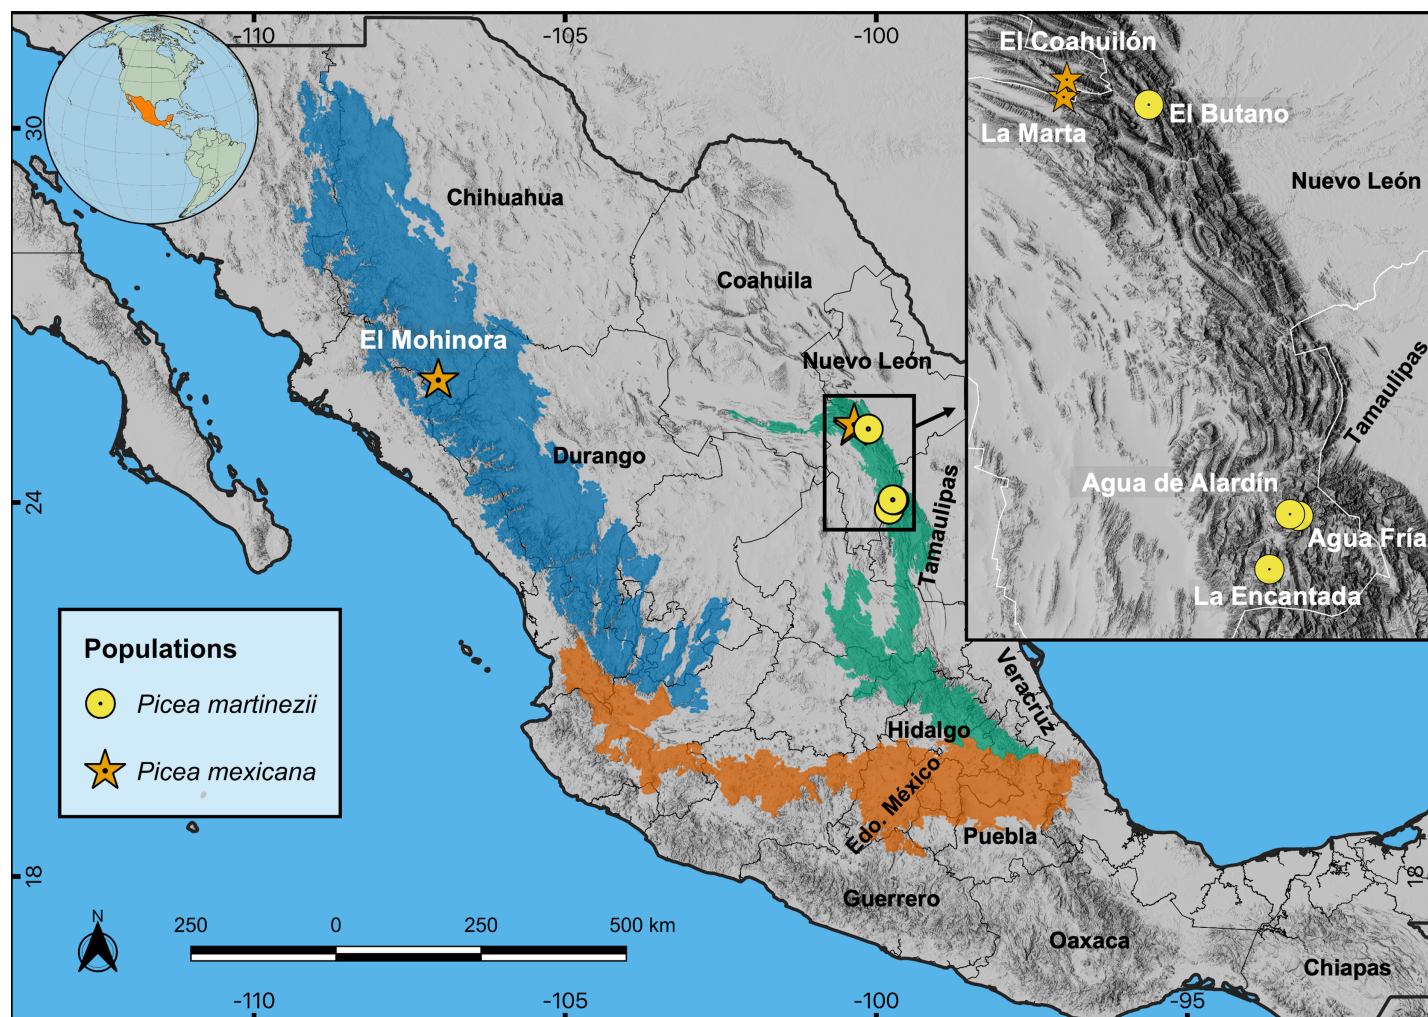 -110
-105
-100
30
24
18
El Coahuilón
La Marta
El Butano
Nuevo León
Tamaulipas
Agua de Alardín
Agua Fría
La Encantada
Chihuahua
Coahuila
El Mohinora
Nuevo León
Durango
Tamaulipas
Veracruz
Hidalgo
Edo. México
Puebla
Guerrero
Oaxaca
Chiapas
18
Populations
Picea martinezii
Picea mexicana
N
250 0 250 500 km
-110
-105
-100
-95